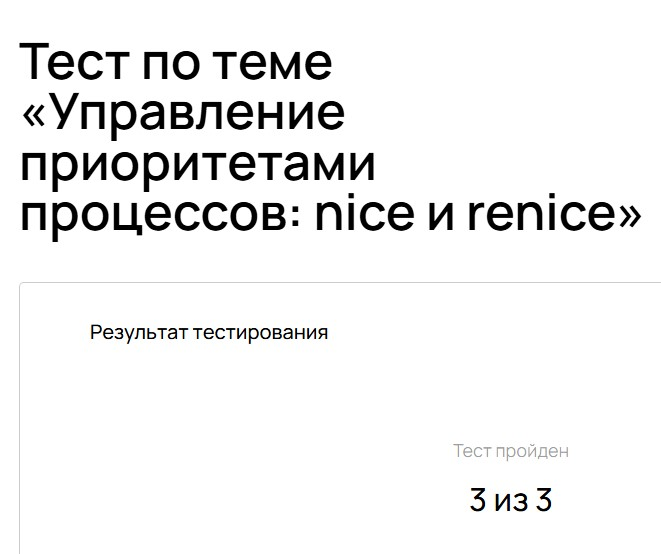 Тест по теме
«Управление
приоритетами
процессов: nice и renice»
Результат тестирования
Тест пройден
3 из 3